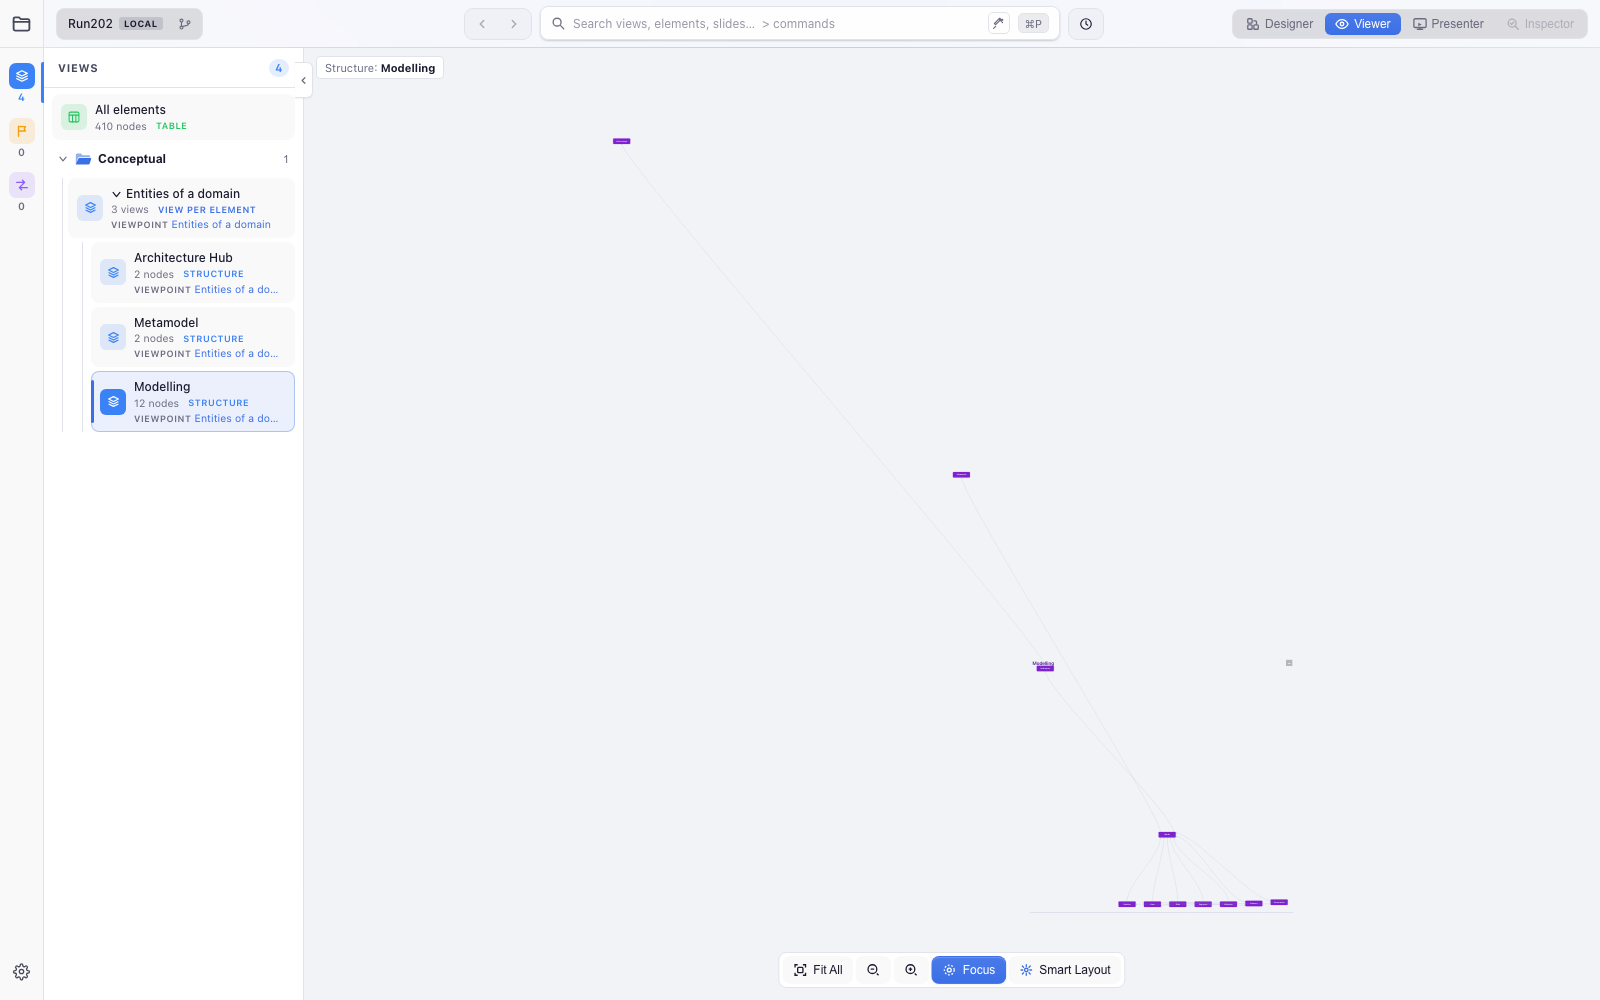 Run202 LOCAL
Search views, elements, slides... > commands
⌘P
Designer
Viewer
Presenter
Inspector
VIEWS
4
4
0
0
All elements
410 nodes TABLE
Conceptual
1
Entities of a domain
3 views VIEW PER ELEMENT
VIEWPOINT Entities of a domain
Architecture Hub
2 nodes STRUCTURE
VIEWPOINT Entities of a do...
Metamodel
2 nodes STRUCTURE
VIEWPOINT Entities of a do...
Modelling
12 nodes STRUCTURE
VIEWPOINT Entities of a do...
Structure: Modelling
Modelling
Fit All
Focus
Smart Layout